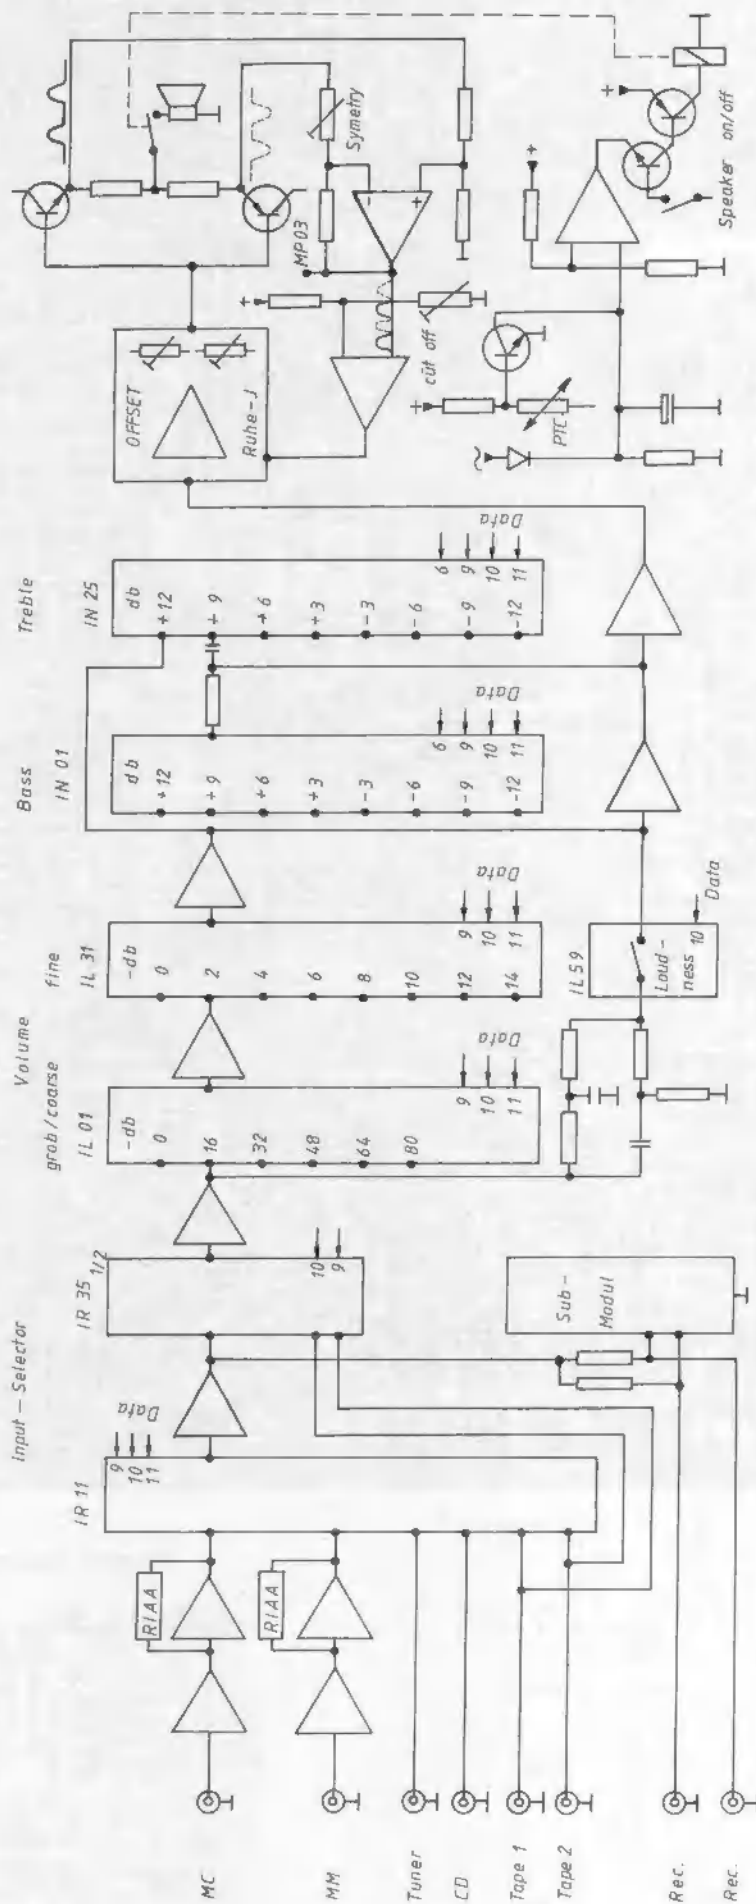 MC
MM
Tuner
CD
Tape 1
Tape 2
Rec.
Rec.
RIAA
RIAA
Input - Selector
IR 11
9
10
11
Data
IR 35 1/2
10
9
Sub-
Modul
Volume
grob/coarse
IL 01
-db
0
16
32
48
64
80
9
10
11
Data
fine
IL 31
-db
0
2
4
6
8
10
12
14
9
10
11
Data
IL59
Loud-
ness
10
Data
Bass
IN 01
db
+12
+9
+6
+3
-3
-6
-9
-12
6
9
10
11
Data
Treble
IN 25
db
+12
+9
+6
+3
-3
-6
-9
-12
6
9
10
11
Data
OFFSET
Ruhe-J
MP03
Symetry
-
+
+
cut off
+
PTC
~
+
+
Speaker on/off